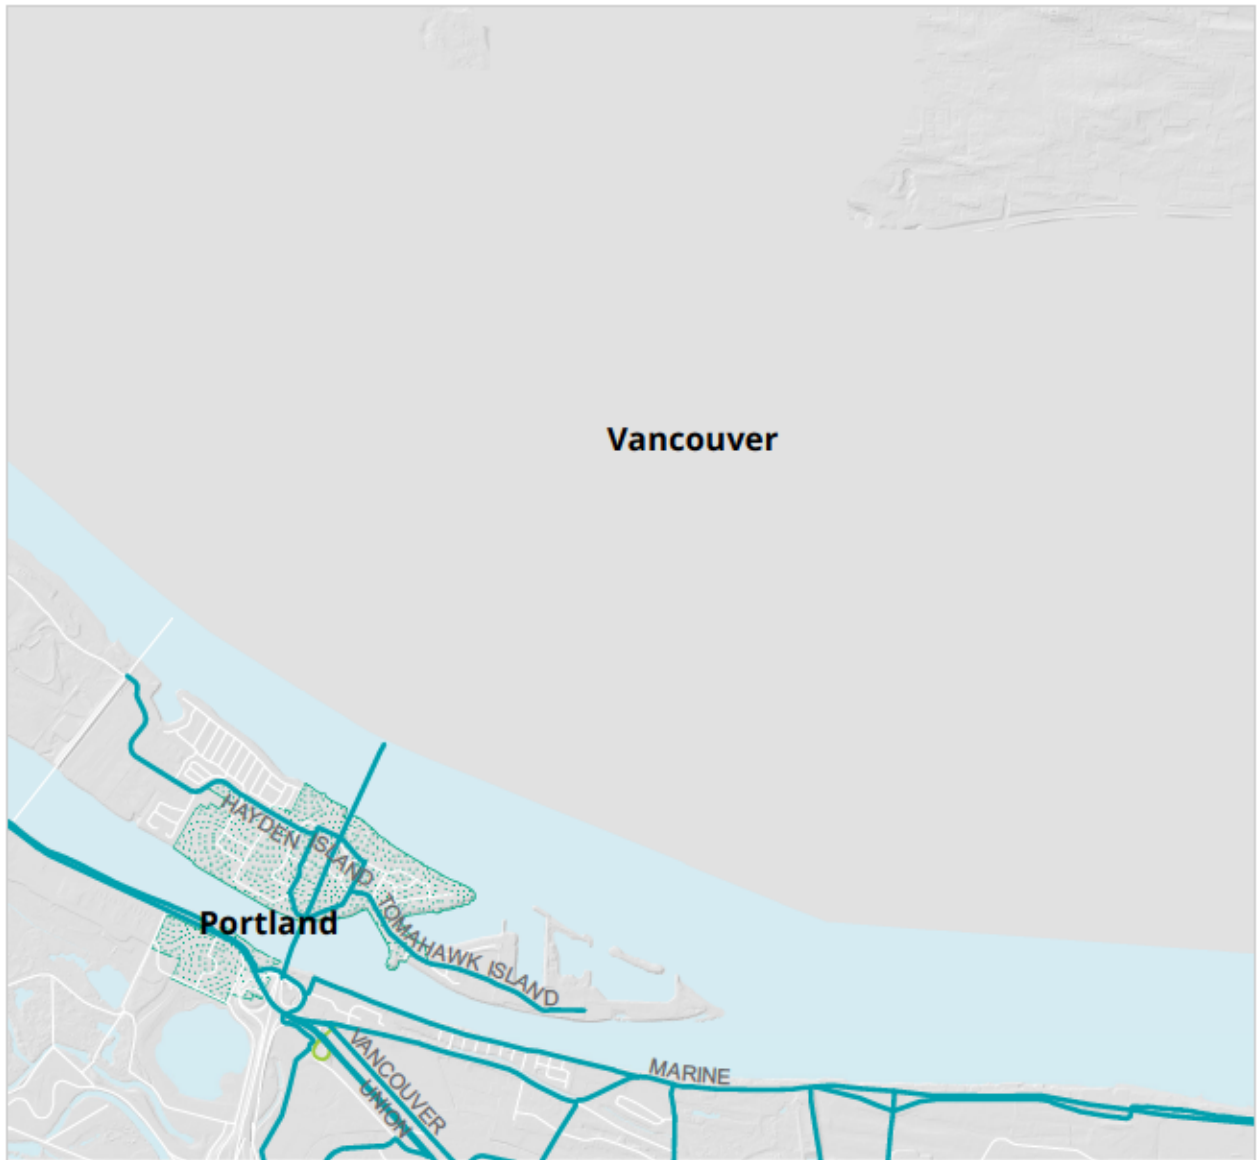 Vancouver
HAYDEN ISLAND
Portland
TOMAHAWK ISLAND
MARINE
VANCOUVER
UNION